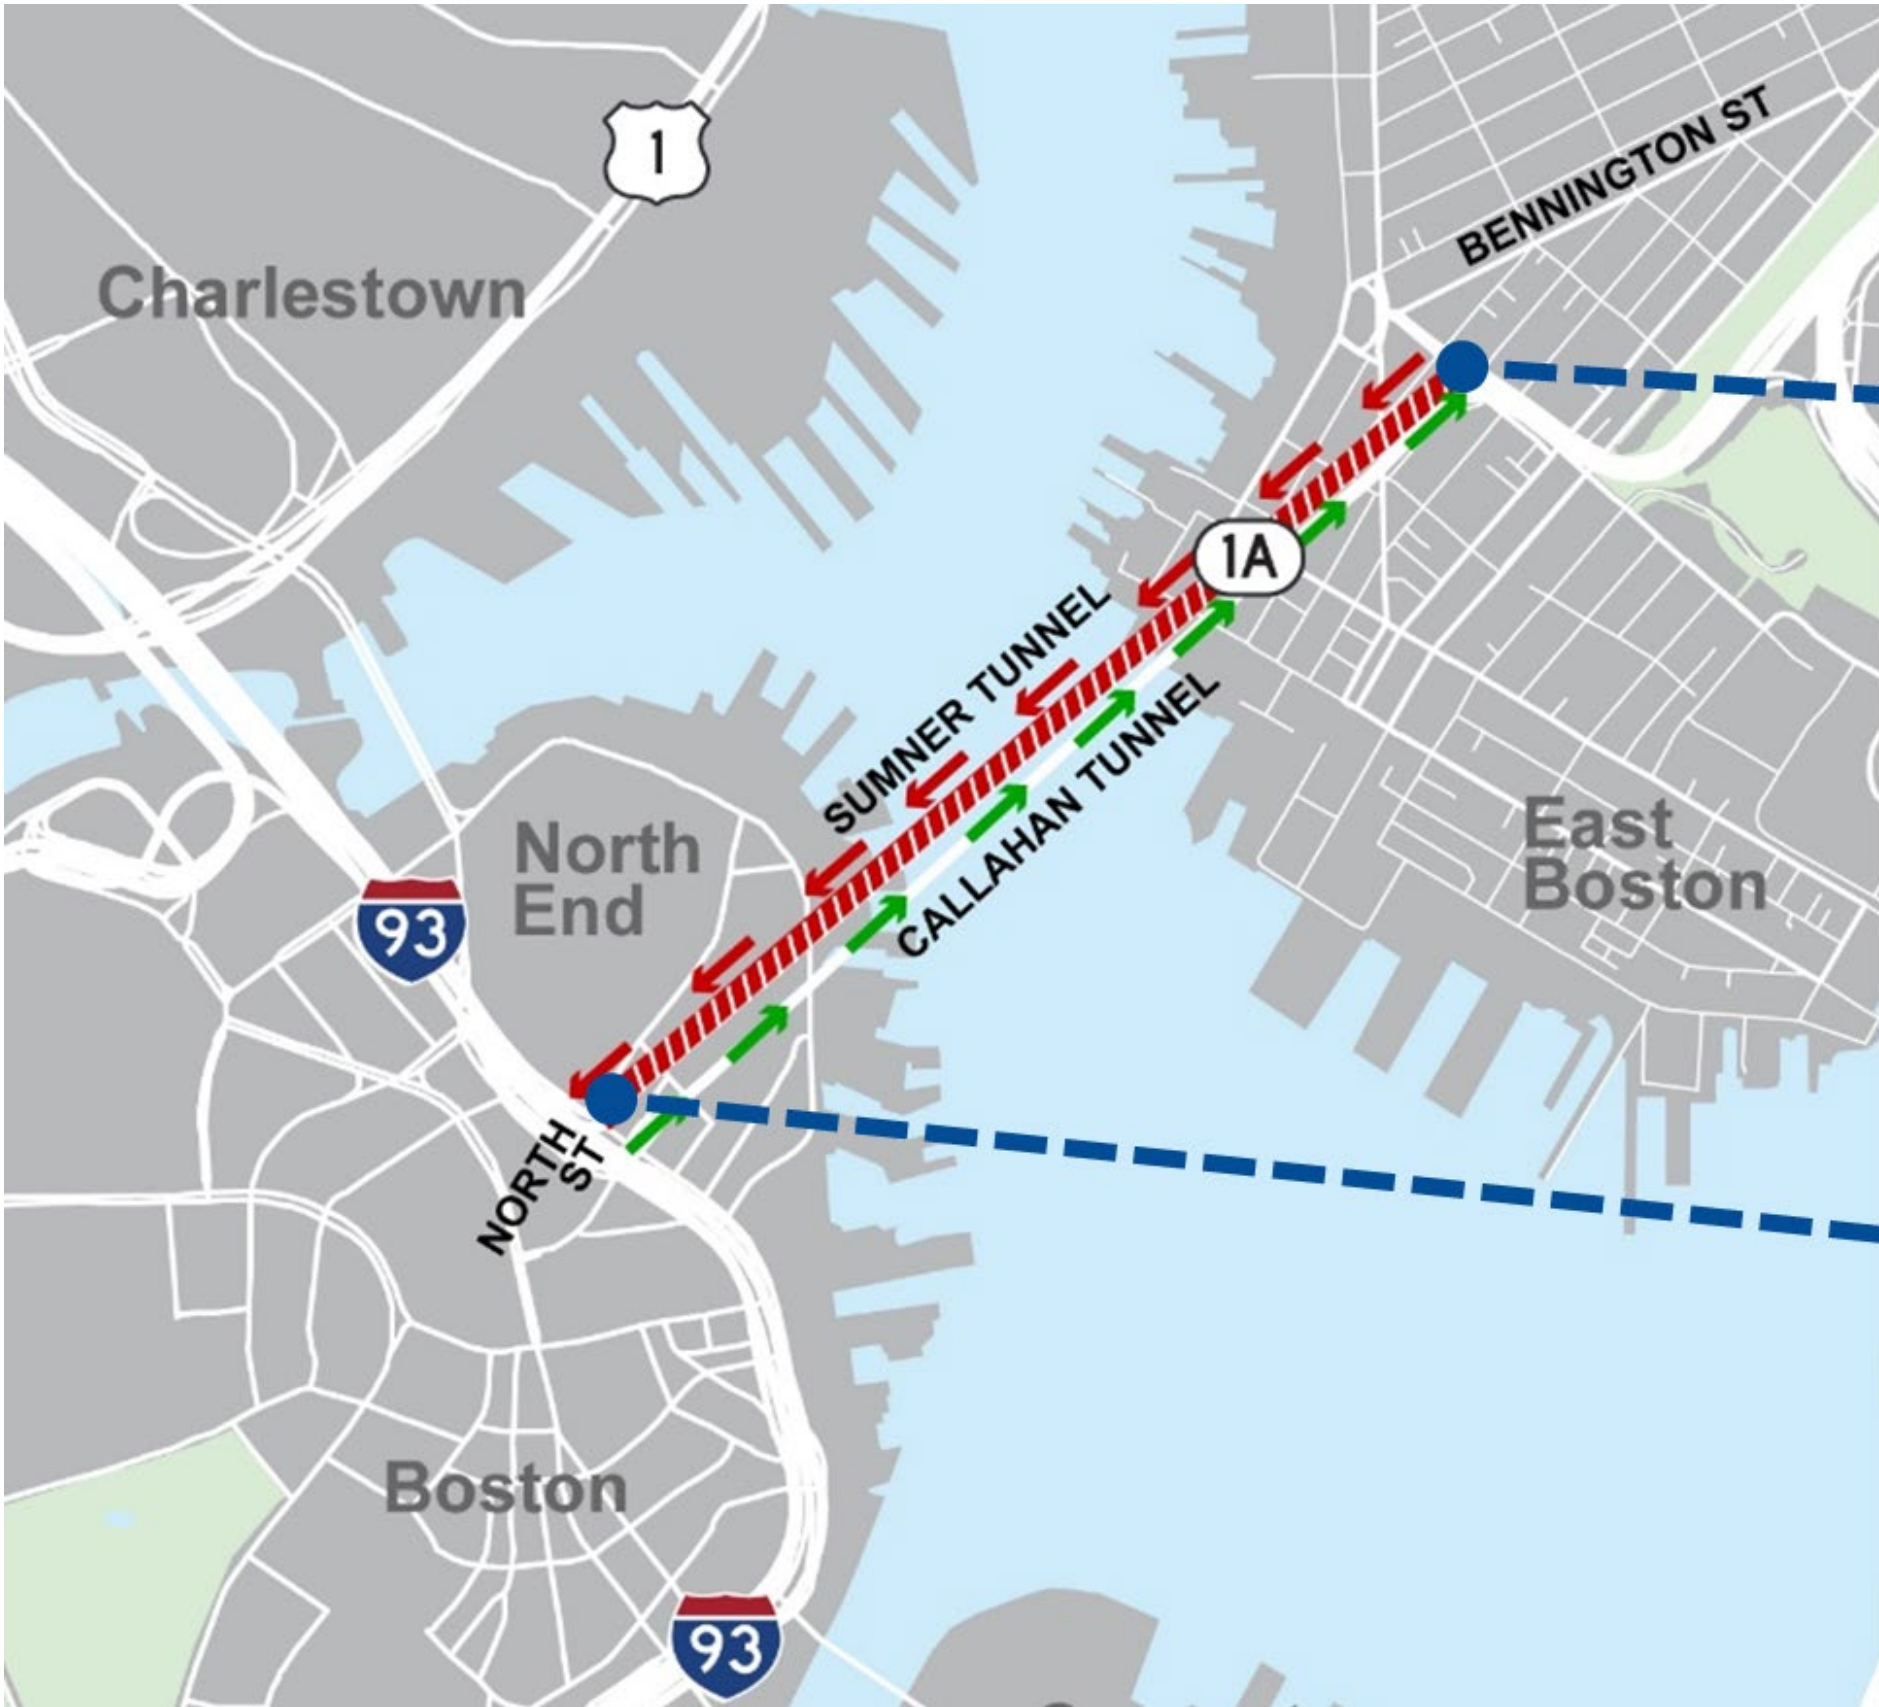 1
BENNINGTON ST
Charlestown
1A
SUMNER TUNNEL
CALLAHAN TUNNEL
North
End
East
Boston
93
NORTH
ST
Boston
93